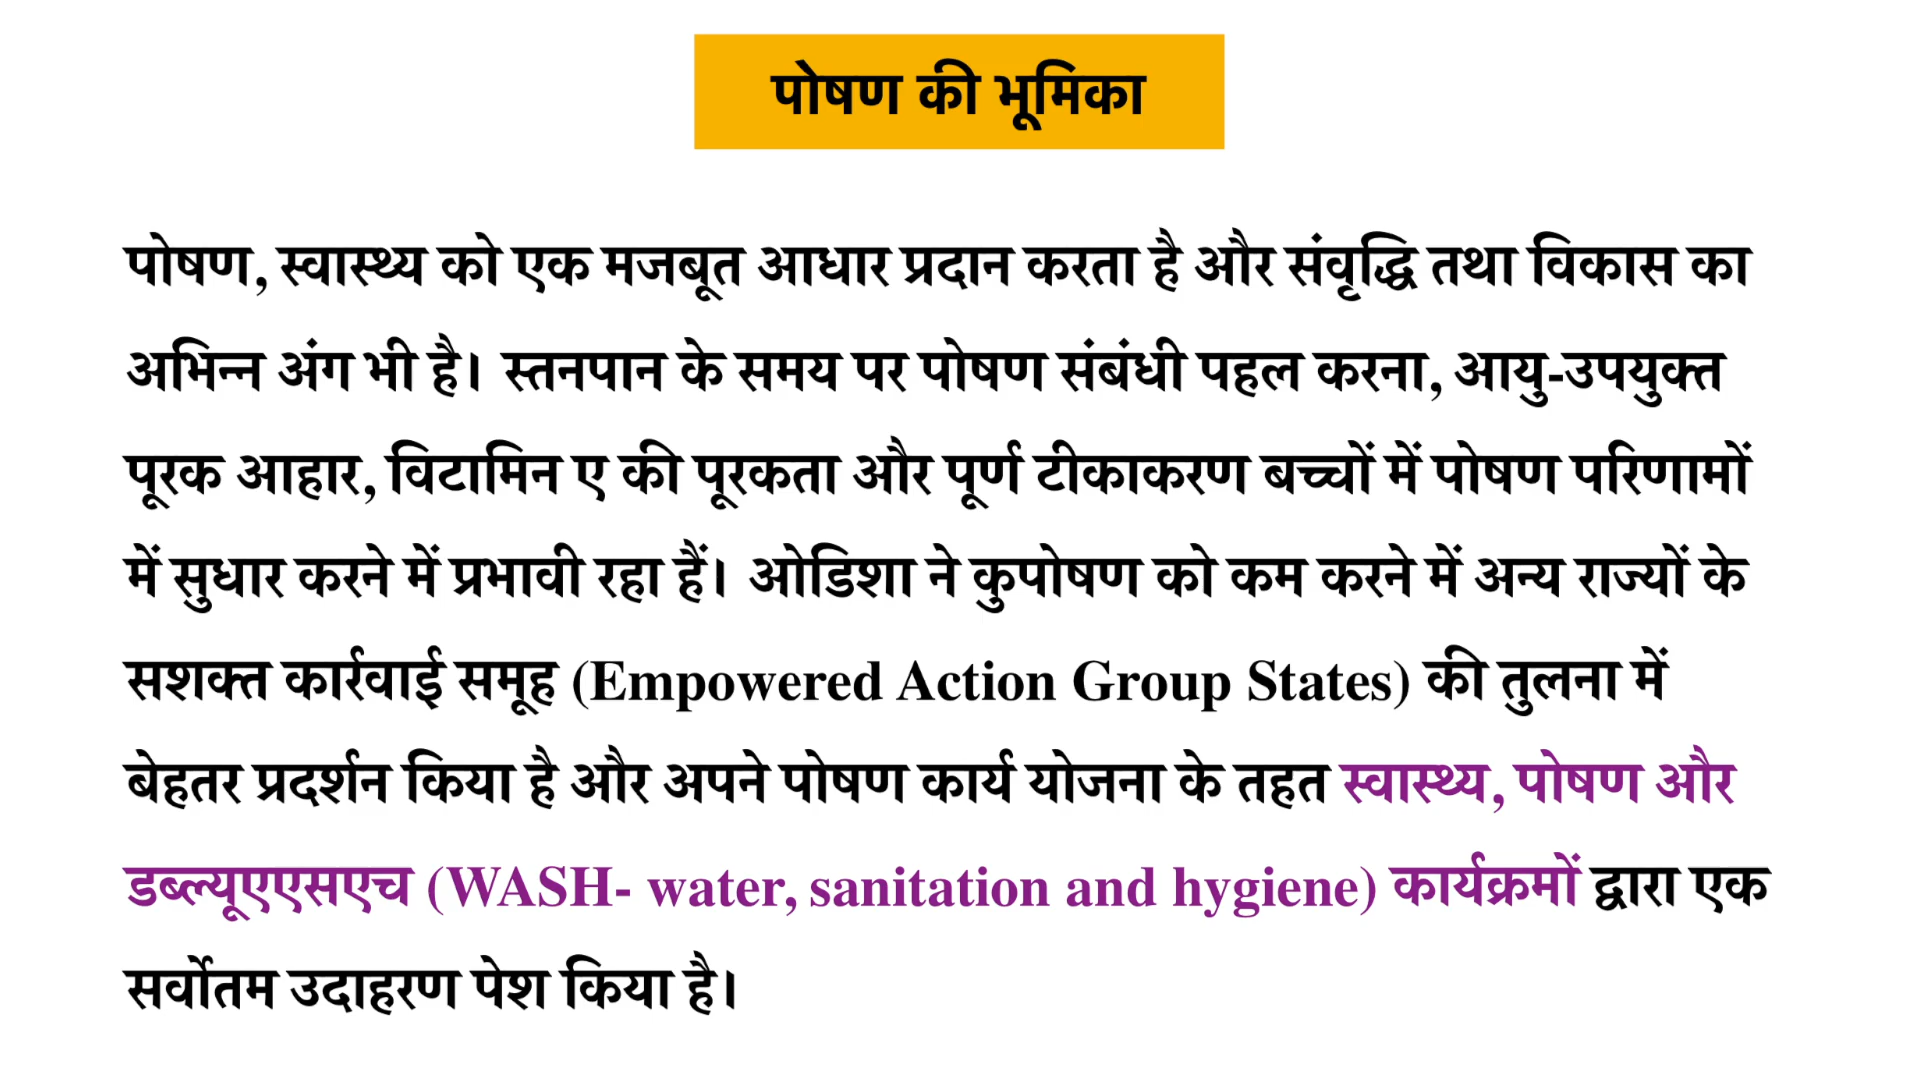 पोषण की भूमिका
पोषण, स्वास्थ्य को एक मजबूत आधार प्रदान करता है और संवृद्धि तथा विकास का
अभिन्न अंग भी है। स्तनपान के समय पर पोषण संबंधी पहल करना, आयु-उपयुक्त
पूरक आहार, विटामिन ए की पूरकता और पूर्ण टीकाकरण बच्चों में पोषण परिणामों
में सुधार करने में प्रभावी रहा हैं। ओडिशा ने कुपोषण को कम करने में अन्य राज्यों के
सशक्त कार्रवाई समूह (Empowered Action Group States) की तुलना में
बेहतर प्रदर्शन किया है और अपने पोषण कार्य योजना के तहत स्वास्थ्य, पोषण और
डब्ल्यूएएसएच (WASH- water, sanitation and hygiene) कार्यक्रमों द्वारा एक
सर्वोतम उदाहरण पेश किया है।